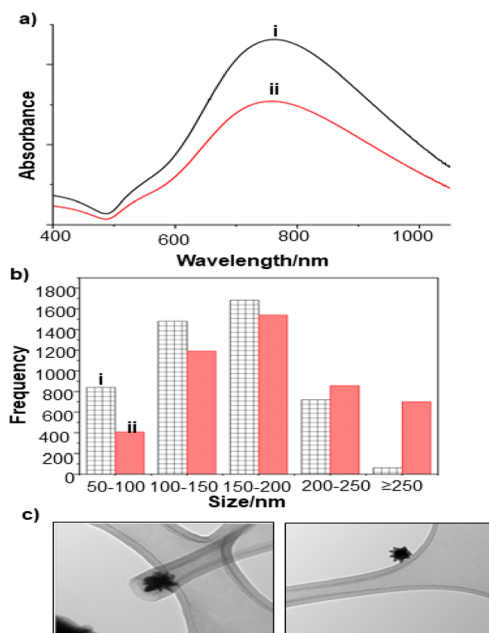 a)
i
ii
Absorbance
400
600
800
1000
Wavelength/nm
b)
1800
1600
1400
1200
1000
800
600
400
200
0
Frequency
i
ii
50-100
100-150
150-200
200-250
≥250
Size/nm
c)